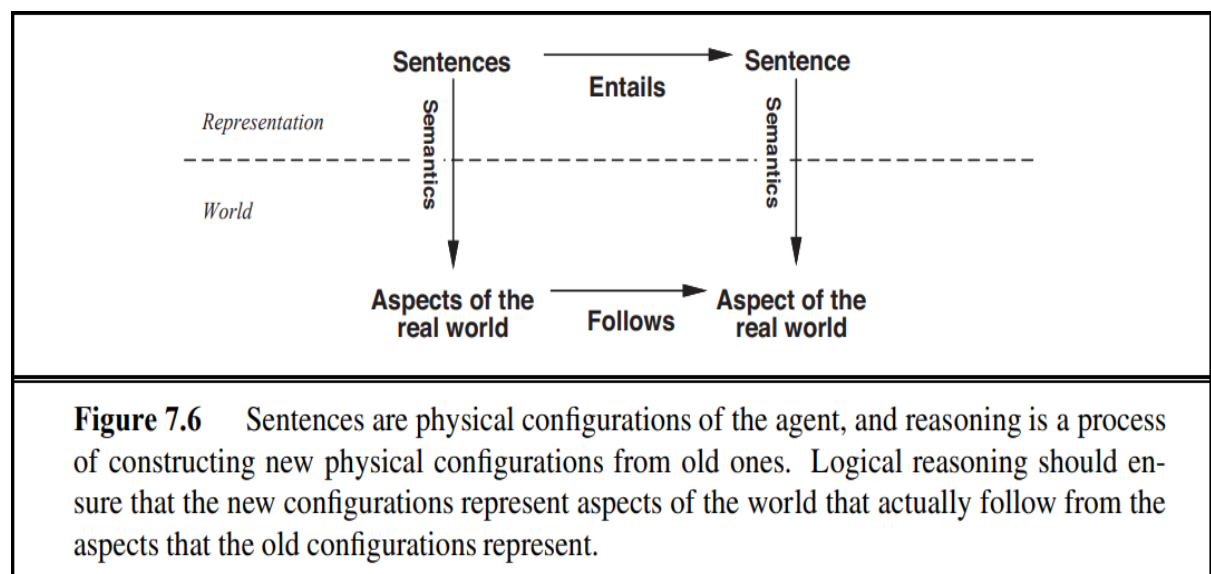 Sentences
Entails
Sentence
Semantics
Semantics
Representation
World
Aspects of the
real world
Follows
Aspect of the
real world
Figure 7.6 Sentences are physical configurations of the agent, and reasoning is a process
of constructing new physical configurations from old ones. Logical reasoning should en-
sure that the new configurations represent aspects of the world that actually follow from the
aspects that the old configurations represent.